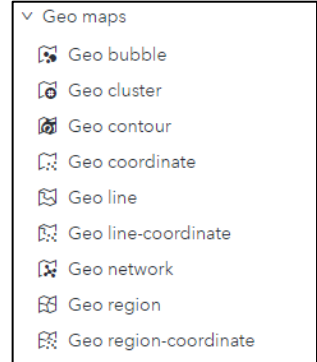 Geo maps
Geo bubble
Geo cluster
Geo contour
Geo coordinate
Geo line
Geo line-coordinate
Geo network
Geo region
Geo region-coordinate